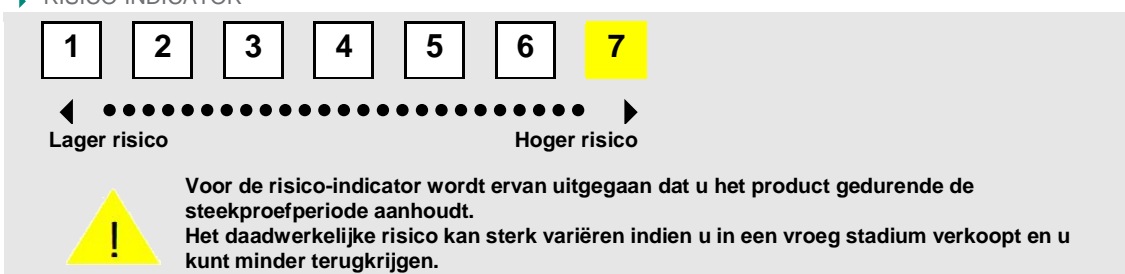 RISICO-INDICATOR
1 2 3 4 5 6 7
Lager risico Hoger risico
Voor de risico-indicator wordt ervan uitgegaan dat u het product gedurende de
steekproefperiode aanhoudt.
! Het daadwerkelijke risico kan sterk variëren indien u in een vroeg stadium verkoopt en u
kunt minder terugkrijgen.